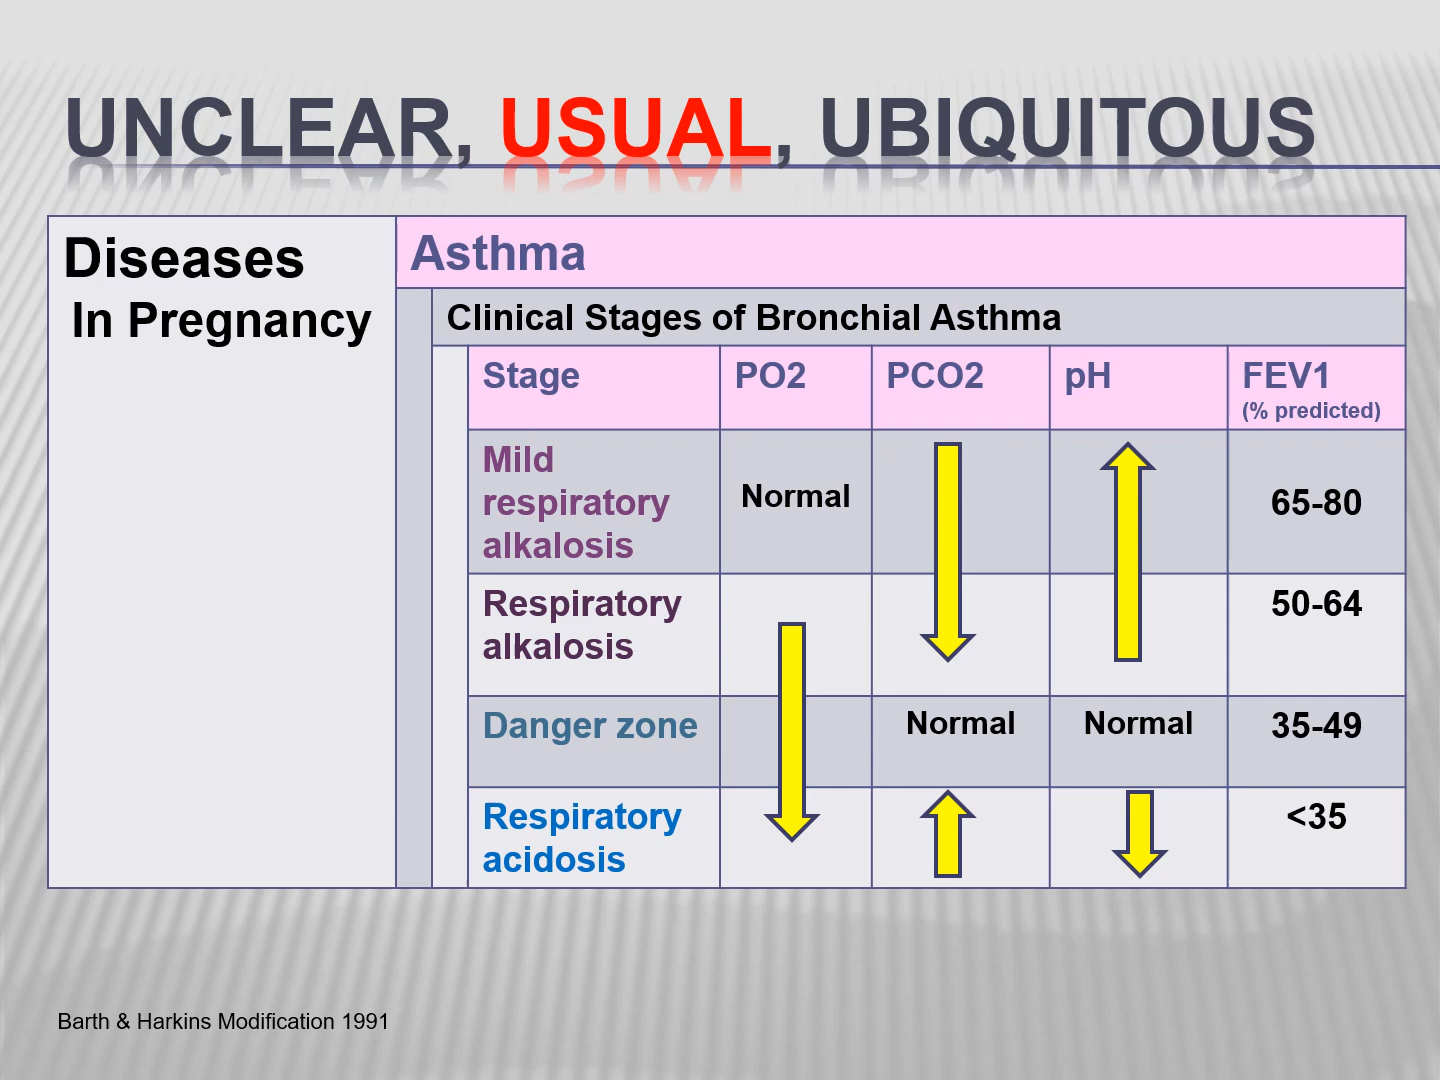 UNCLEAR, USUAL, UBIQUITOUS
Diseases
In Pregnancy
Asthma
Clinical Stages of Bronchial Asthma
Stage
PO2
PCO2
pH
FEV1
(% predicted)
Mild
respiratory
alkalosis
Normal
65-80
Respiratory
alkalosis
50-64
Danger zone
Normal
Normal
35-49
Respiratory
acidosis
<35
Barth & Harkins Modification 1991